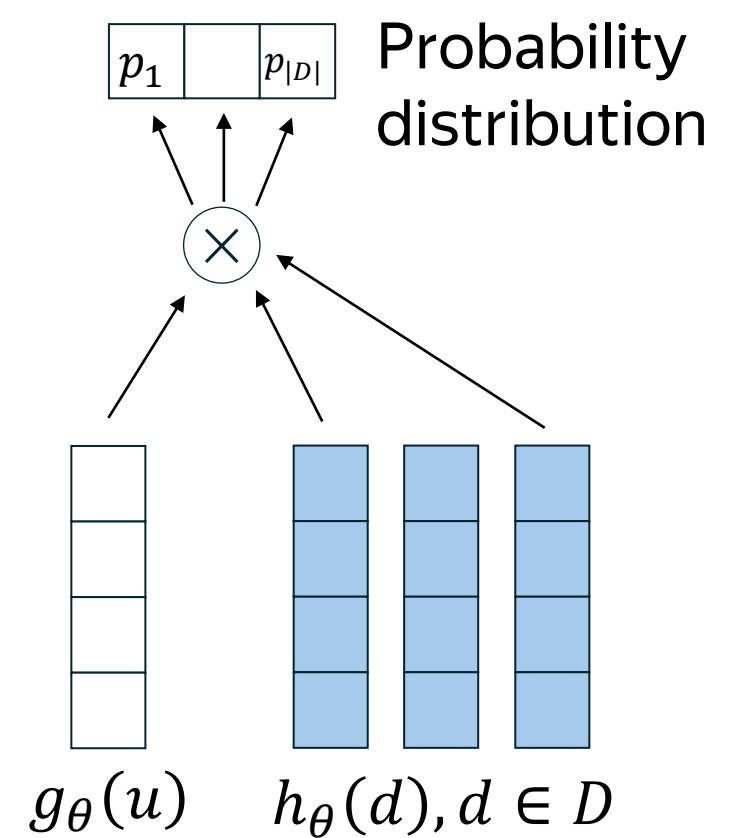 p₁ p|D| Probability
distribution
×
gθ(u) hθ(d), d ∈ D